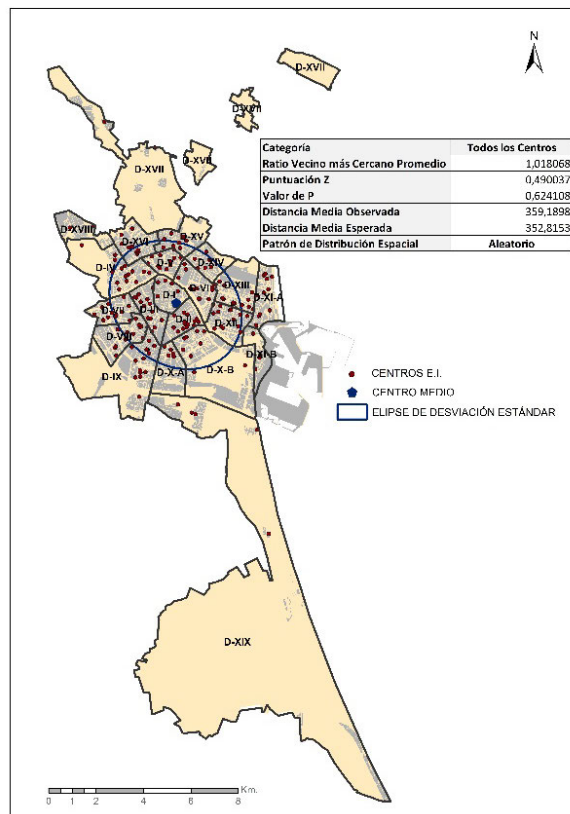 N
D-XVII
D-XVII
D-XVII
D-XVII
Categoría Todos los Centros
Ratio Vecino más Cercano Promedio 1,018068
Puntuación Z 0,490037
Valor de P 0,624108
Distancia Media Observada 359,1898
Distancia Media Esperada 352,8153
Patrón de Distribución Espacial Aleatorio
D-XVIII
D-XVI
D-XV
D-IV
D-V
D-XIV
D-VI
D-XIII
D-I
D-XI-A
D-VII
D-III
D-II
D-XII
D-VIII
D-XI-B
D-IX
D-X-A
D-X-B
CENTROS E.I.
CENTRO MEDIO
ELIPSE DE DESVIACIÓN ESTÁNDAR
D-XIX
Km.
0 1 2 4 6 8